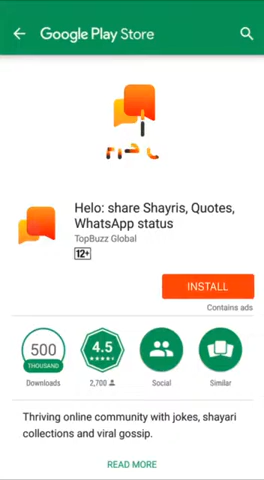 Google Play Store
Helo: share Shayris, Quotes,
WhatsApp status
TopBuzz Global
12+
INSTALL
Contains ads
500
THOUSAND
4.5
Downloads
2,700
Social
Similar
Thriving online community with jokes, shayari
collections and viral gossip.
READ MORE